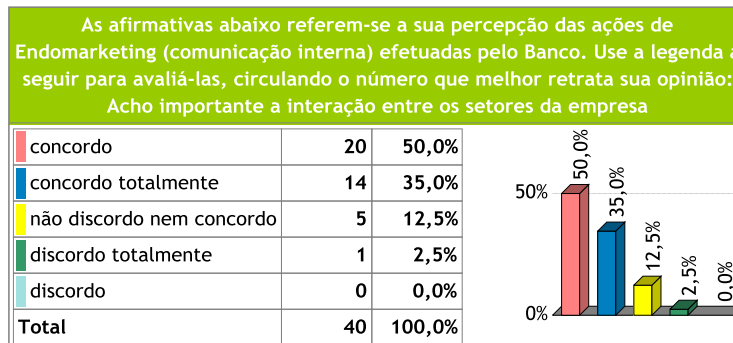 As afirmativas abaixo referem-se a sua percepção das ações de
Endomarketing (comunicação interna) efetuadas pelo Banco. Use a legenda a
seguir para avaliá-las, circulando o número que melhor retrata sua opinião:
Acho importante a interação entre os setores da empresa
concordo 20 50,0%
concordo totalmente 14 35,0%
não discordo nem concordo 5 12,5%
discordo totalmente 1 2,5%
discordo 0 0,0%
Total 40 100,0%
50%
0%
50,0%
35,0%
12,5%
2,5%
0,0%